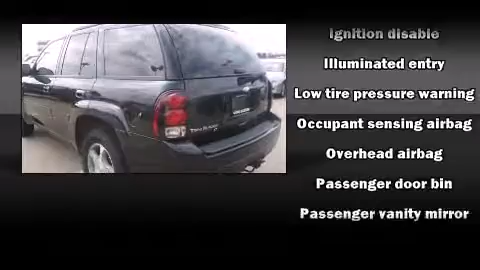 Ignition disable
Illuminated entry
Low tire pressure warning
Occupant sensing airbag
Overhead airbag
Passenger door bin
Passenger vanity mirror